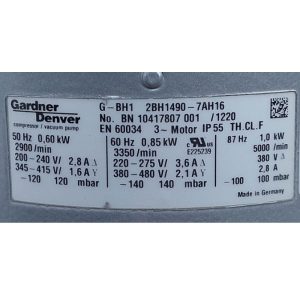 Gardner Denver
compressor / vacuum pump
G-BH1 2BH1490-7AH16
No. BN 10417807 001 /1220
EN 60034 3~ Motor IP55 TH.CL.F
50 Hz 0,60 kW
2900 /min
200-240 V/ 2,8 A Δ
345-415 V/ 1,6 A Y
-120 120 mbar
60 Hz 0,85 kW
3350 /min
220-275 V/ 3,6 A Δ
380-480 V/ 2,1 A Y
-140 140 mbar
c UL us
E225239
87 Hz 1,0 kW
5000 /min
380 V Δ
2,8 A
mbar
Made in Germany